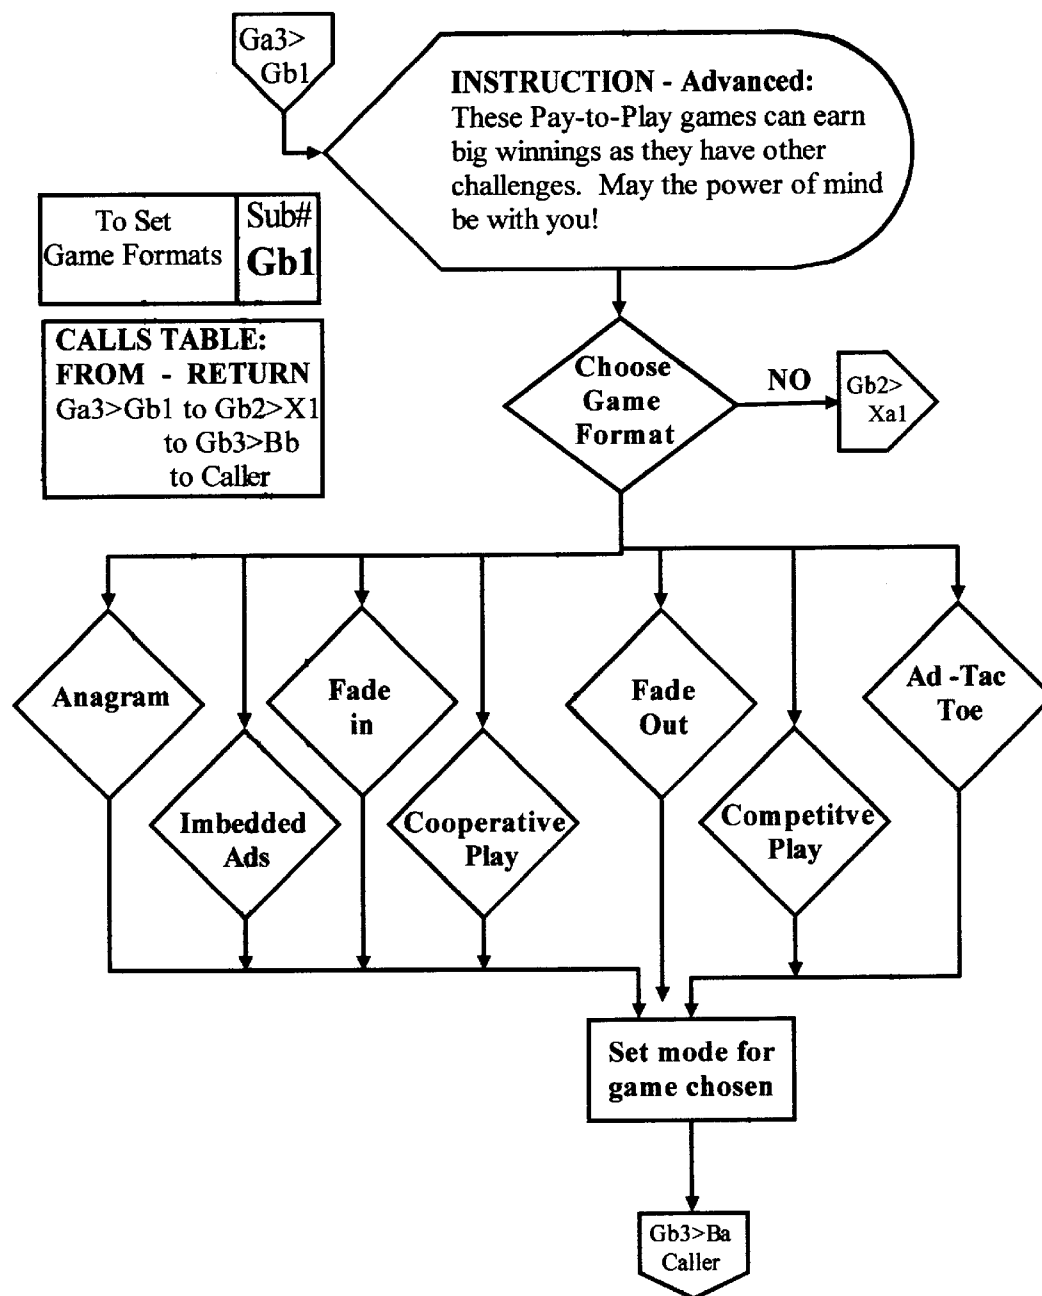 Ga3>
Gb1
INSTRUCTION - Advanced:
These Pay-to-Play games can earn
big winnings as they have other
challenges. May the power of mind
be with you!
To Set
Game Formats
Sub#
Gb1
CALLS TABLE:
FROM - RETURN
Ga3>Gb1 to Gb2>X1
to Gb3>Bb
to Caller
Choose
Game
Format
NO
Gb2>
Xa1
Anagram
Imbedded
Ads
Fade
in
Cooperative
Play
Fade
Out
Competitve
Play
Ad -Tac
Toe
Set mode for
game chosen
Gb3>Ba
Caller